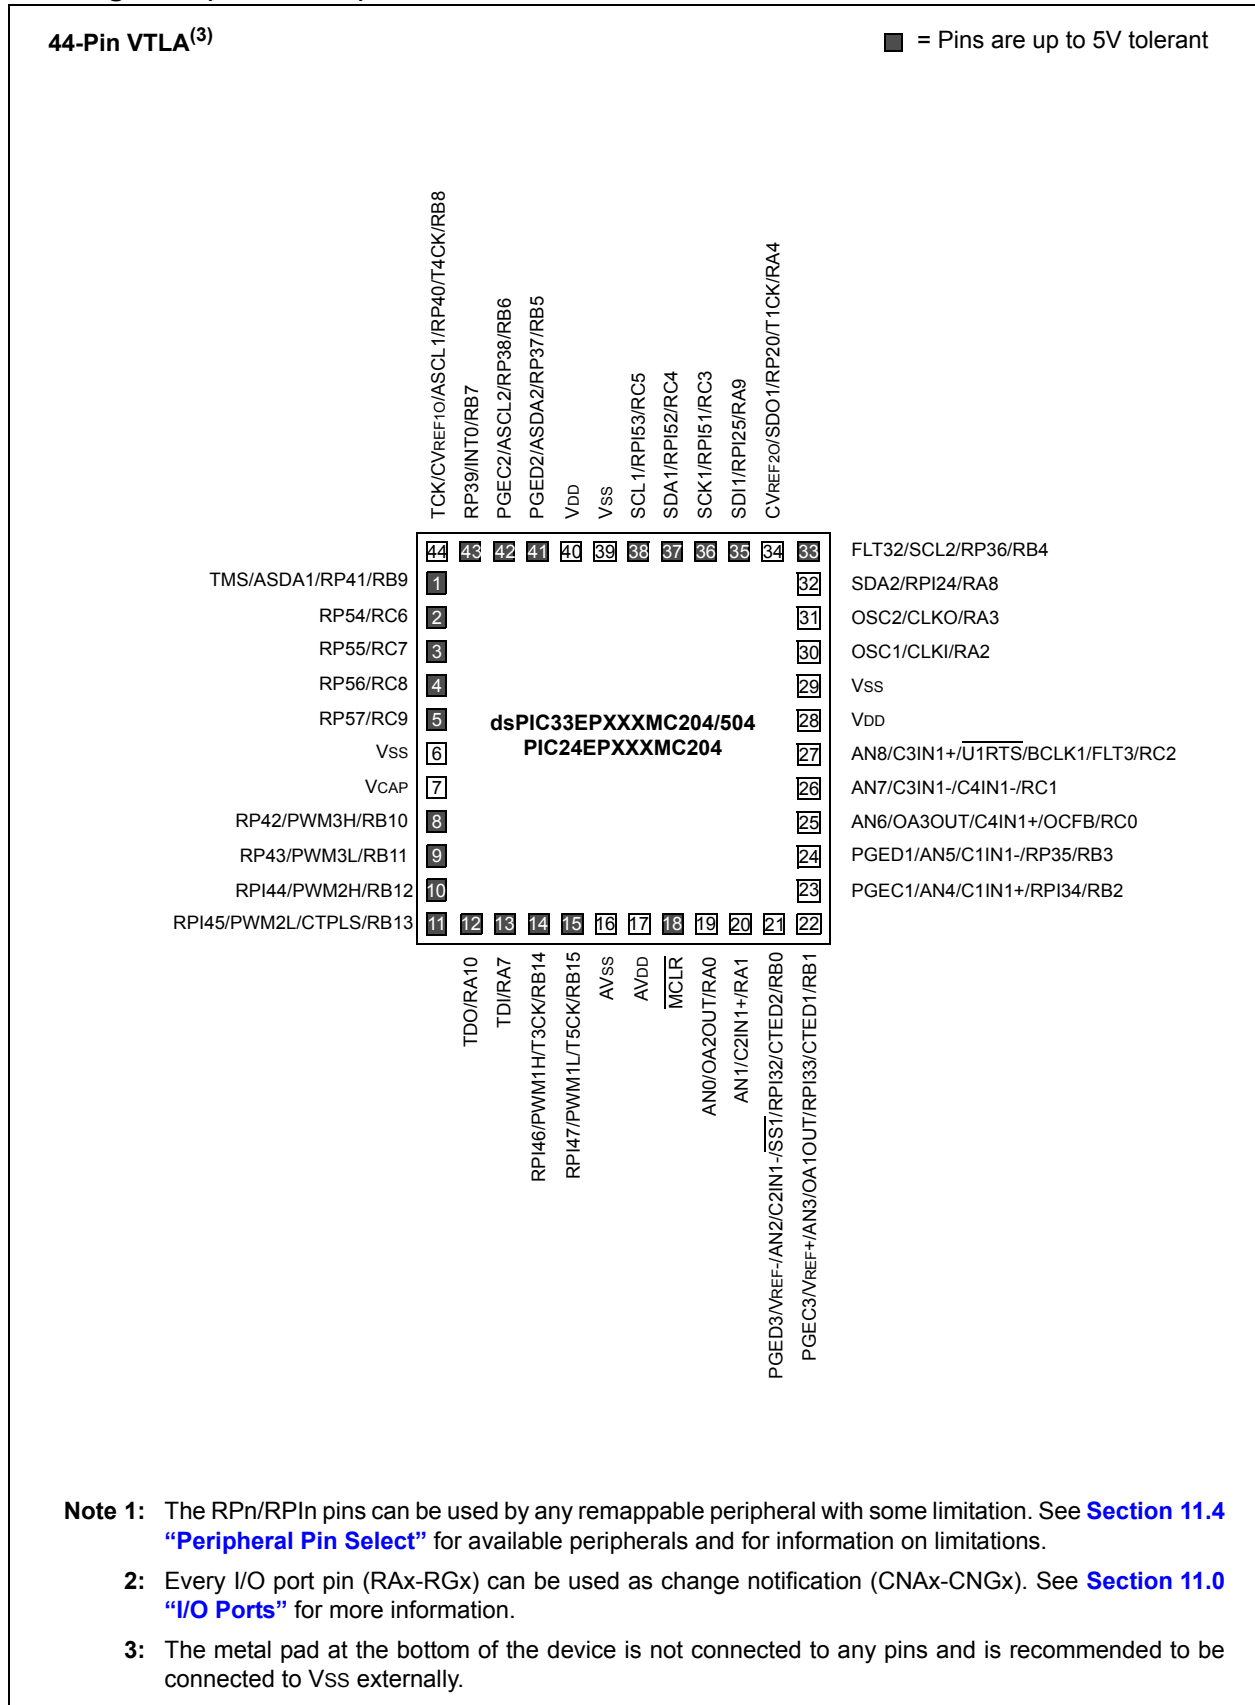 44-Pin VTLA(3)
= Pins are up to 5V tolerant
TCK/CVREF1O/ASCL1/RP40/T4CK/RB8
RP39/INT0/RB7
PGEC2/ASCL2/RP38/RB6
PGED2/ASDA2/RP37/RB5
VDD
VSS
SCL1/RPI53/RC5
SDA1/RPI52/RC4
SCK1/RPI51/RC3
SDI1/RPI25/RA9
CVREF2O/SDO1/RP20/T1CK/RA4
44 43 42 41 40 39 38 37 36 35 34 33 FLT32/SCL2/RP36/RB4
TMS/ASDA1/RP41/RB9 1 32 SDA2/RPI24/RA8
RP54/RC6 2 31 OSC2/CLKO/RA3
RP55/RC7 3 30 OSC1/CLKI/RA2
RP56/RC8 4 29 VSS
RP57/RC9 5 dsPIC33EPXXXMC204/504 28 VDD
VSS 6 PIC24EPXXXMC204 27 AN8/C3IN1+/U1RTS/BCLK1/FLT3/RC2
VCAP 7 26 AN7/C3IN1-/C4IN1-/RC1
RP42/PWM3H/RB10 8 25 AN6/OA3OUT/C4IN1+/OCFB/RC0
RP43/PWM3L/RB11 9 24 PGED1/AN5/C1IN1-/RP35/RB3
RPI44/PWM2H/RB12 10 23 PGEC1/AN4/C1IN1+/RPI34/RB2
RPI45/PWM2L/CTPLS/RB13 11 12 13 14 15 16 17 18 19 20 21 22
TDO/RA10
TDI/RA7
RPI46/PWM1H/T3CK/RB14
RPI47/PWM1L/T5CK/RB15
AVSS
AVDD
MCLR
AN0/OA2OUT/RA0
AN1/C2IN1+/RA1
PGED3/VREF-/AN2/C2IN1-/SS1/RPI32/CTED2/RB0
PGEC3/VREF+/AN3/OA1OUT/RPI33/CTED1/RB1
Note 1: The RPn/RPIn pins can be used by any remappable peripheral with some limitation. See Section 11.4
“Peripheral Pin Select” for available peripherals and for information on limitations.
2: Every I/O port pin (RAx-RGx) can be used as change notification (CNAx-CNGx). See Section 11.0
“I/O Ports” for more information.
3: The metal pad at the bottom of the device is not connected to any pins and is recommended to be
connected to VSS externally.